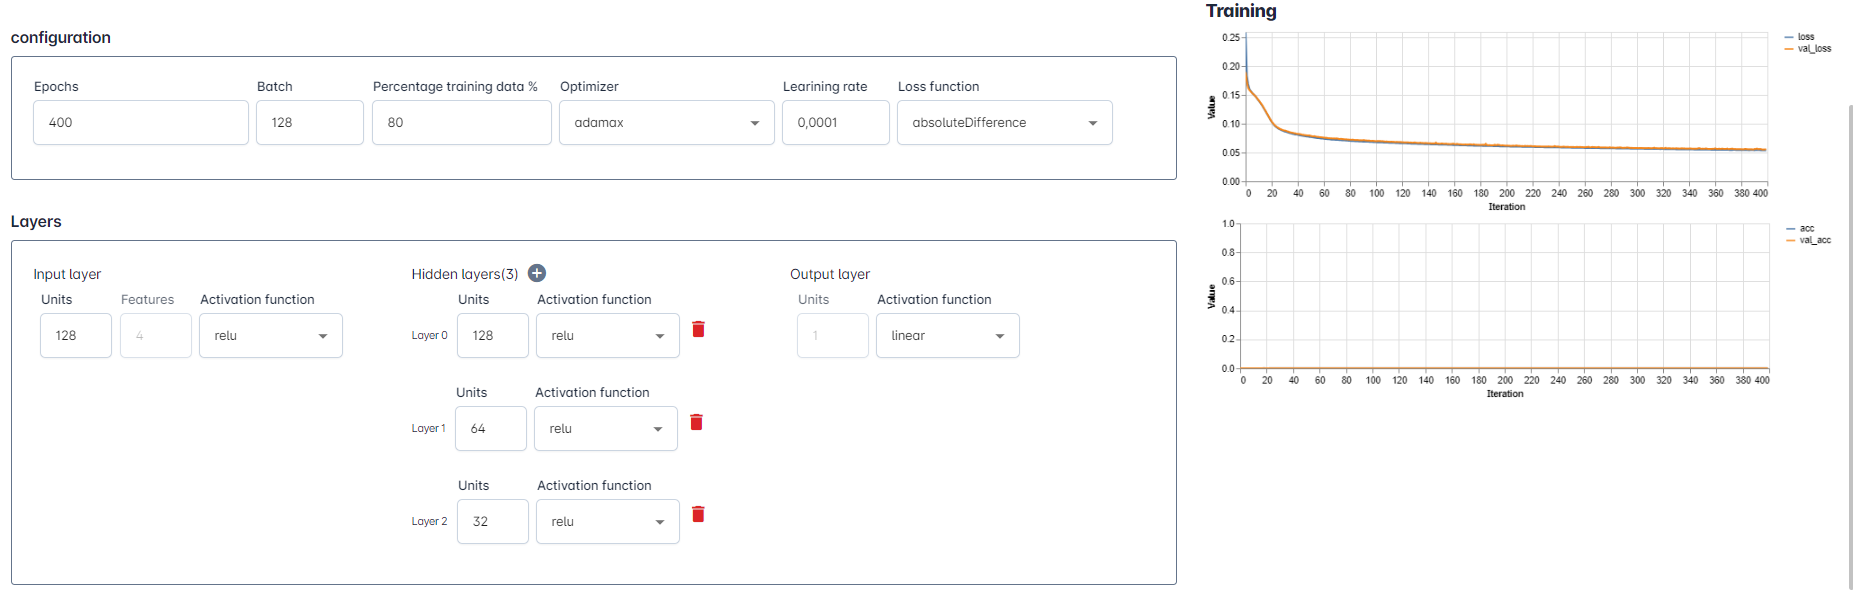 configuration
Epochs Batch Percentage training data % Optimizer Learining rate Loss function
400 128 80 adamax 0,0001 absoluteDifference
Layers
Input layer Hidden layers(3) Output layer
Units Features Activation function Units Activation function Units Activation function
128 4 relu Layer 0 128 relu 1 linear
Units Activation function
Layer 1 64 relu
Units Activation function
Layer 2 32 relu
Training
loss
val_loss
Value
0.25
0.20
0.15
0.10
0.05
0.00
0 20 40 60 80 100 120 140 160 180 200 220 240 260 280 300 320 340 360 380 400
Iteration
acc
val_acc
Value
1.0
0.8
0.6
0.4
0.2
0.0
0 20 40 60 80 100 120 140 160 180 200 220 240 260 280 300 320 340 360 380 400
Iteration